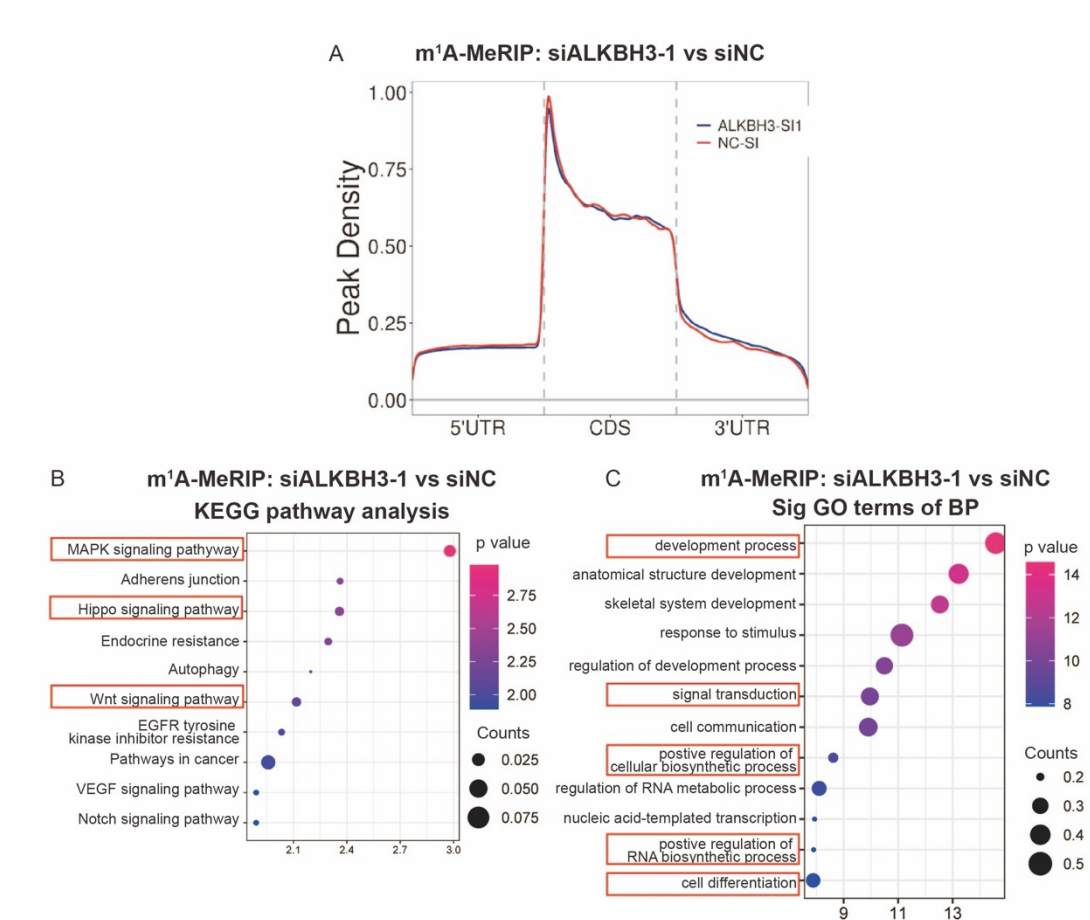 A m¹A-MeRIP: siALKBH3-1 vs siNC
1.00
0.75
0.50
0.25
0.00
Peak Density
ALKBH3-SI1
NC-SI
5'UTR CDS 3'UTR
B m¹A-MeRIP: siALKBH3-1 vs siNC
KEGG pathway analysis
MAPK signaling pathyway
Adherens junction
Hippo signaling pathway
Endocrine resistance
Autophagy
Wnt signaling pathway
EGFR tyrosine
kinase inhibitor resistance
Pathways in cancer
VEGF signaling pathway
Notch signaling pathway
2.1 2.4 2.7 3.0
p value
2.75
2.50
2.25
2.00
Counts
0.025
0.050
0.075
C m¹A-MeRIP: siALKBH3-1 vs siNC
Sig GO terms of BP
development process
anatomical structure development
skeletal system development
response to stimulus
regulation of development process
signal transduction
cell communication
postive regulation of
cellular biosynthetic process
regulation of RNA metabolic process
nucleic acid-templated transcription
postive regulation of
RNA biosynthetic process
cell differentiation
9 11 13
p value
14
12
10
8
Counts
0.2
0.3
0.4
0.5